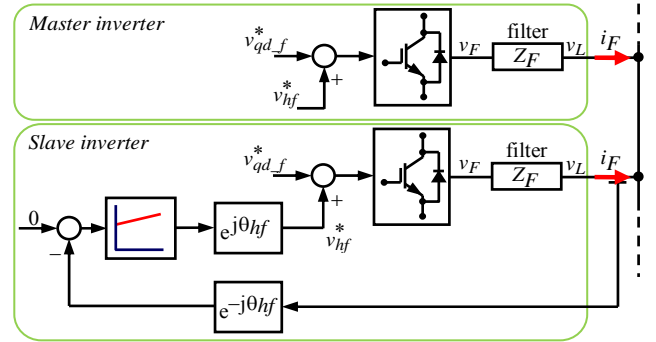 Master inverter
v*qd_f
+
v*hf
vF
filter
ZF
vL
iF
Slave inverter
v*qd_f
+
v*hf
vF
filter
ZF
vL
iF
0
−
ejθhf
e−jθhf